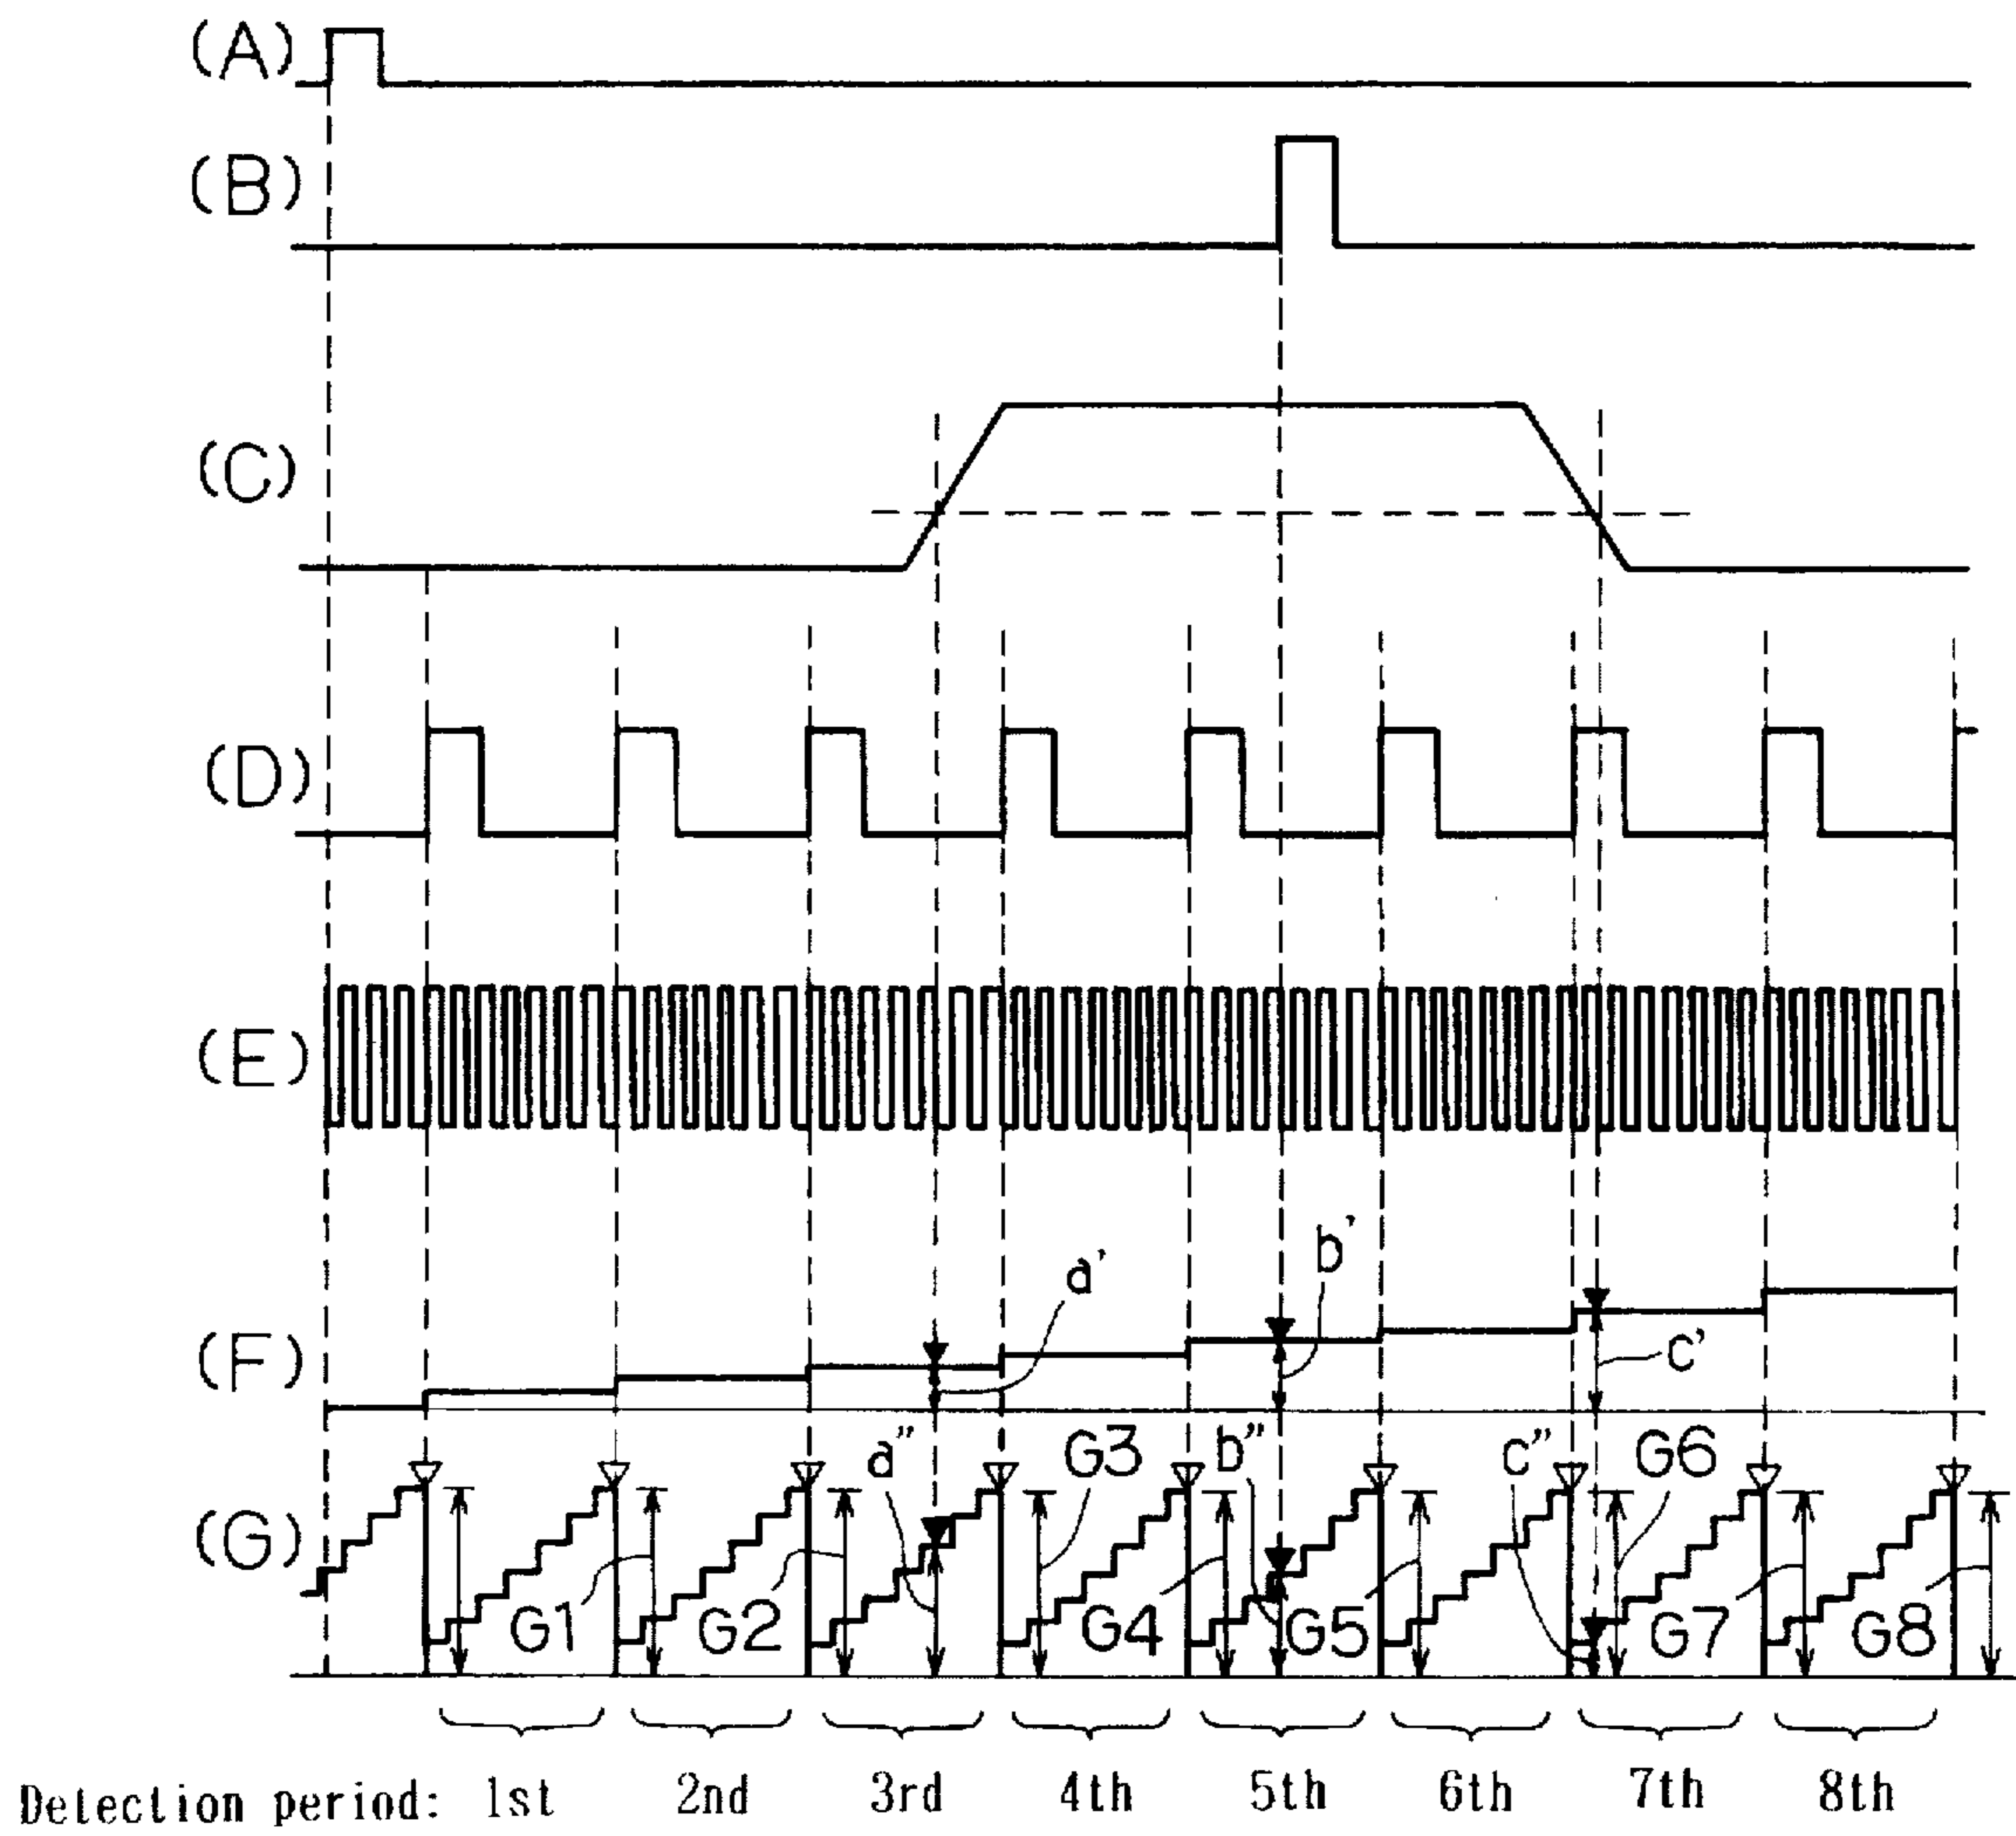 (A)
(B)
(C)
(D)
(E)
(F) a' b' c'
(G) a" G3 b" c" G6
G1 G2 G4 G5 G7 G8
Detection period: 1st 2nd 3rd 4th 5th 6th 7th 8th